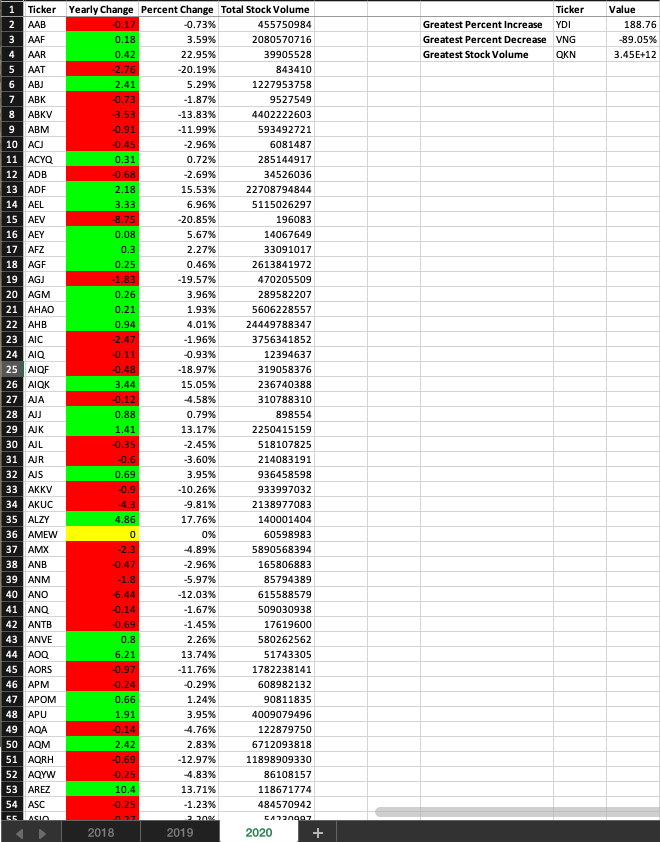 1 Ticker Yearly Change Percent Change Total Stock Volume Ticker Value
2 AAB -0.17 -0.73% 455750984 Greatest Percent Increase YDI 188.76
3 AAF 0.18 3.59% 2080570716 Greatest Percent Decrease VNG -89.05%
4 AAR 0.42 22.95% 39905528 Greatest Stock Volume QKN 3.45E+12
5 AAT -2.76 -20.19% 843410
6 ABJ 2.41 5.29% 1227953758
7 ABK -0.73 -1.87% 9527549
8 ABKV -3.53 -13.83% 4402222603
9 ABM -0.91 -11.99% 593492721
10 ACJ -0.45 -2.96% 6081487
11 ACYQ 0.31 0.72% 285144917
12 ADB -0.68 -2.69% 34526036
13 ADF 2.18 15.53% 22708794844
14 AEL 3.33 6.96% 5115026297
15 AEV -8.75 -20.85% 196083
16 AEY 0.08 5.67% 14067649
17 AFZ 0.3 2.27% 33091017
18 AGF 0.25 0.46% 2613841972
19 AGJ -1.83 -19.57% 470205509
20 AGM 0.26 3.96% 289582207
21 AHAO 0.21 1.93% 5606228557
22 AHB 0.94 4.01% 24449788347
23 AIC -2.47 -1.96% 3756341852
24 AIQ -0.11 -0.93% 12394637
25 AIQF -0.48 -18.97% 319058376
26 AIQK 3.44 15.05% 236740388
27 AJA -0.12 -4.58% 310788310
28 AJJ 0.88 0.79% 898554
29 AJK 1.41 13.17% 2250415159
30 AJL -0.35 -2.45% 518107825
31 AJR -0.6 -3.60% 214083191
32 AJS 0.69 3.95% 936458598
33 AKKV -0.9 -10.26% 933997032
34 AKUC -4.3 -9.81% 2138977083
35 ALZY 4.86 17.76% 140001404
36 AMEW 0 0% 60598983
37 AMX -2.3 -4.89% 5890568394
38 ANB -0.47 -2.96% 165806883
39 ANM -1.8 -5.97% 85794389
40 ANO -6.44 -12.03% 615588579
41 ANQ -0.14 -1.67% 509030938
42 ANTB -0.69 -1.45% 17619600
43 ANVE 0.8 2.26% 580262562
44 AOQ 6.21 13.74% 51743305
45 AORS -0.97 -11.76% 1782238141
46 APM -0.24 -0.29% 608982132
47 APOM 0.66 1.24% 90811835
48 APU 1.91 3.95% 4009079496
49 AQA -0.14 -4.76% 122879750
50 AQM 2.42 2.83% 6712093818
51 AQRH -0.69 -12.97% 11898909330
52 AQYW -0.25 -4.83% 86108157
53 AREZ 10.4 13.71% 118671774
54 ASC -0.25 -1.23% 484570942
55 ASIO -0.27 -3.20% 54230997
2018 2019 2020 +